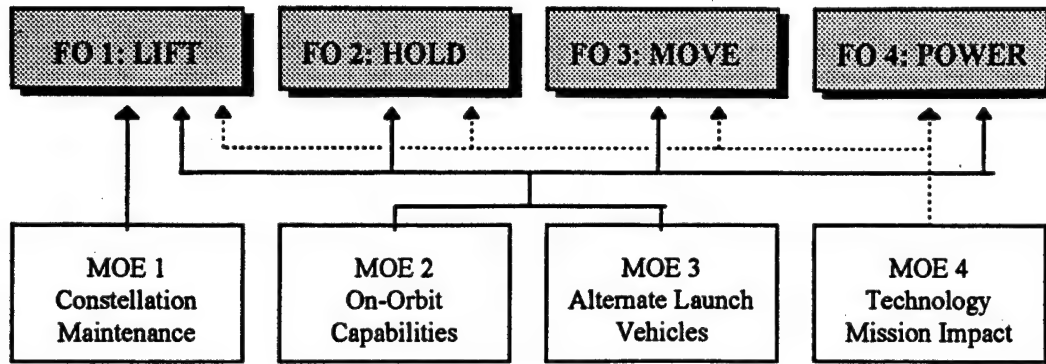 FO 1: LIFT
FO 2: HOLD
FO 3: MOVE
FO 4: POWER
MOE 1
Constellation
Maintenance
MOE 2
On-Orbit
Capabilities
MOE 3
Alternate Launch
Vehicles
MOE 4
Technology
Mission Impact